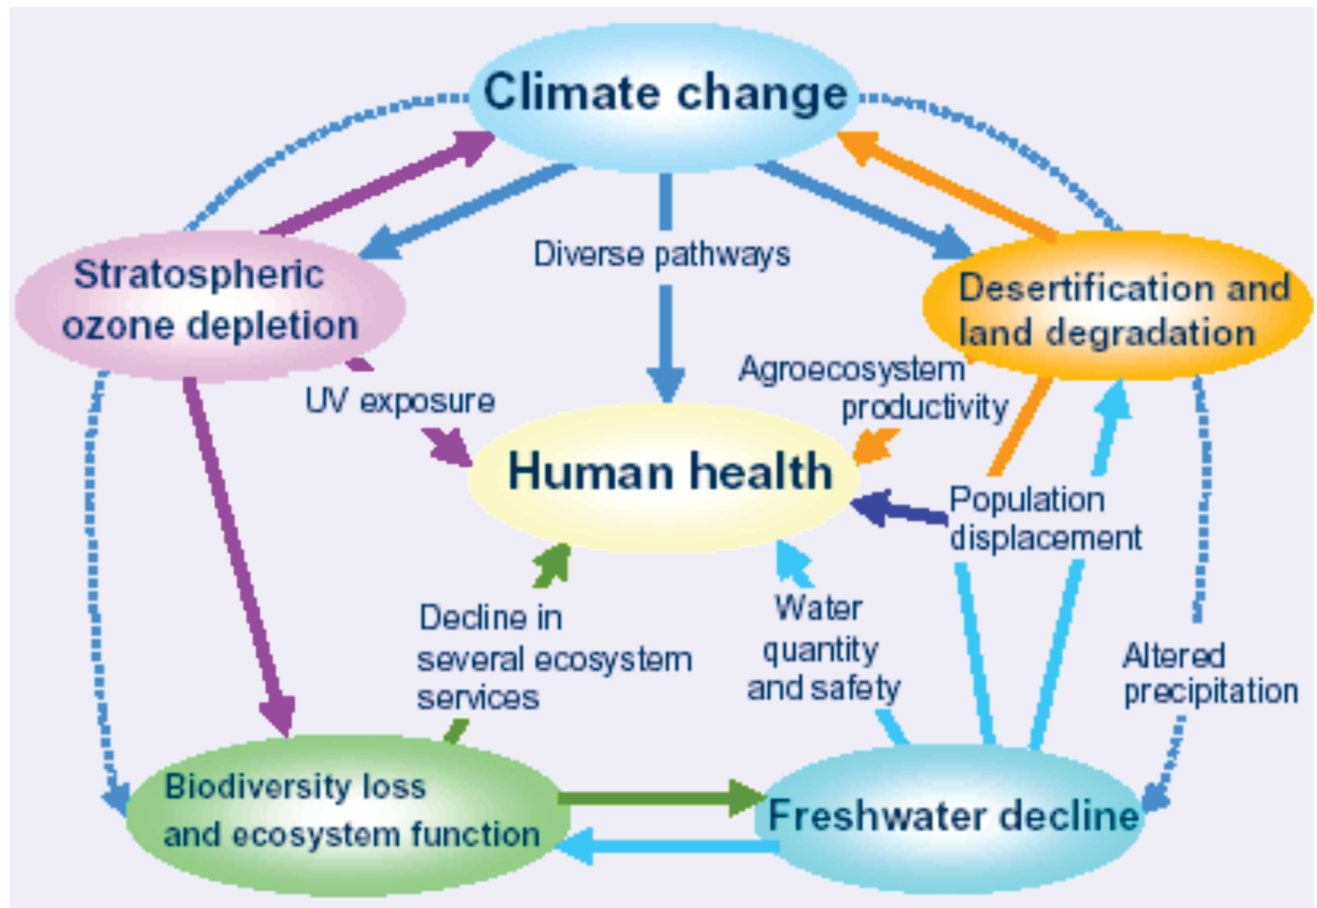 Climate change
Diverse pathways
Stratospheric
ozone depletion
Desertification and
land degradation
UV exposure
Agroecosystem
productivity
Human health
Population
displacement
Decline in
several ecosystem
services
Water
quantity
and safety
Altered
precipitation
Biodiversity loss
and ecosystem function
Freshwater decline